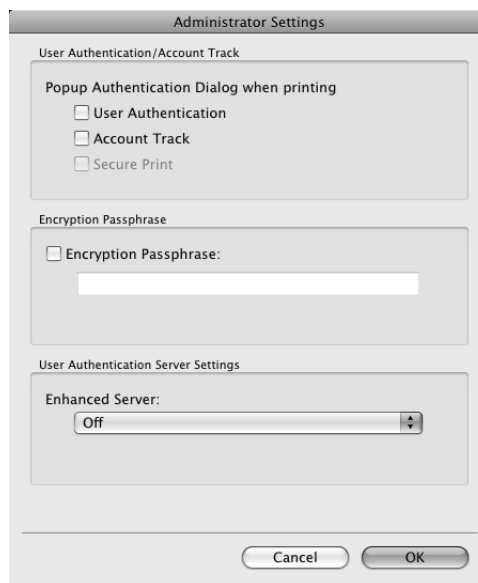 Administrator Settings
User Authentication/Account Track
Popup Authentication Dialog when printing
User Authentication
Account Track
Secure Print
Encryption Passphrase
Encryption Passphrase:
User Authentication Server Settings
Enhanced Server:
Off
Cancel
OK